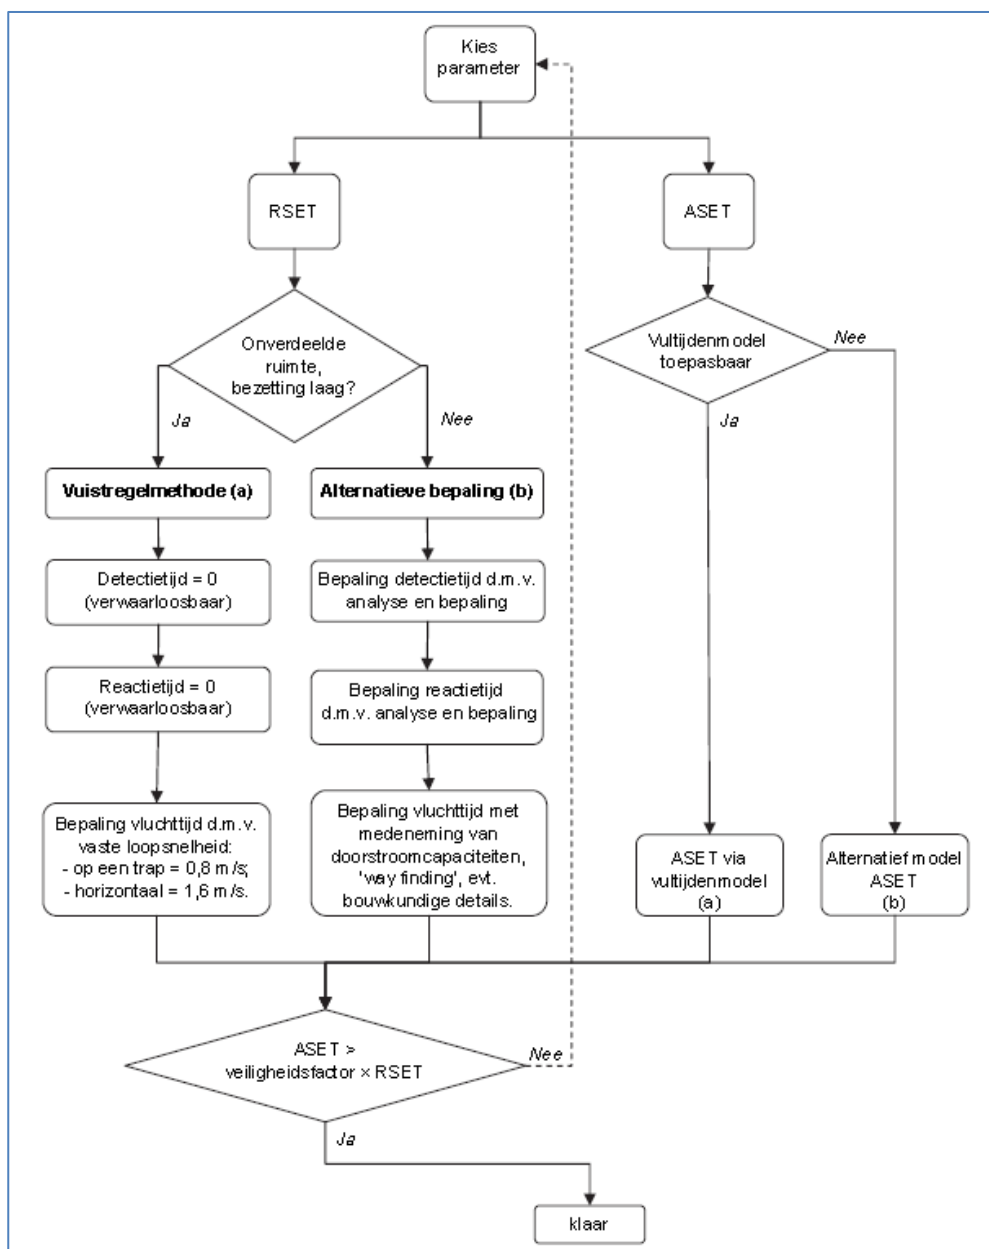 Kies
parameter
RSET
ASET
Onverdeelde
ruimte,
bezetting laag?
Vultijdenmodel
toepasbaar
Nee
Ja
Nee
Ja
Vuistregelmethode (a)
Alternatieve bepaling (b)
Detectietijd = 0
(verwaarloosbaar)
Bepaling detectietijd d.m.v.
analyse en bepaling
Reactietijd = 0
(verwaarloosbaar)
Bepaling reactietijd
d.m.v. analyse en bepaling
Bepaling vluchttijd d.m.v.
vaste loopsnelheid:
- op een trap = 0,8 m/s;
- horizontaal = 1,6 m/s.
Bepaling vluchttijd met
medeneming van
doorstroomcapaciteiten,
'way finding', evt.
bouwkundige details.
ASET via
vultijdenmodel
(a)
Alternatief model
ASET
(b)
ASET >
veiligheidsfactor × RSET
Nee
Ja
klaar